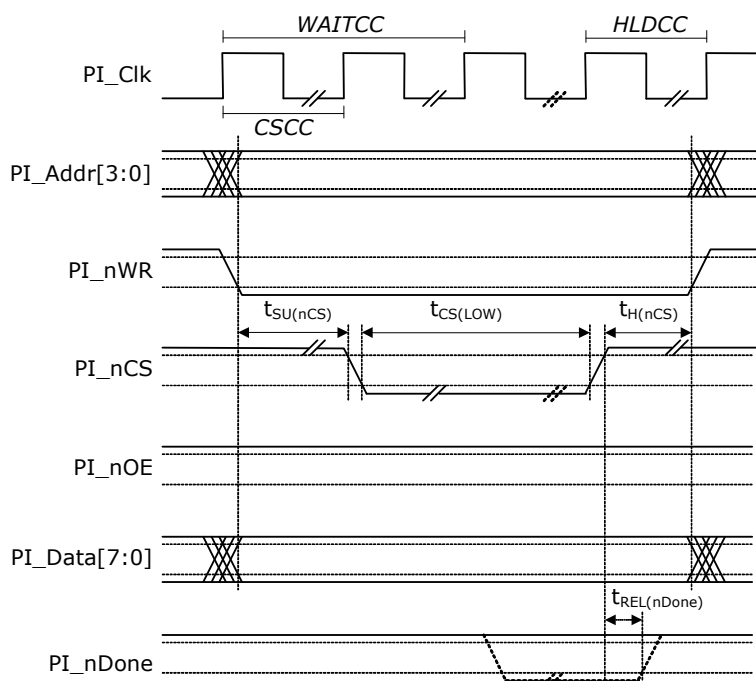 WAITCC
HLDCC
PI_Clk
CSCC
PI_Addr[3:0]
PI_nWR
tSU(nCS)
tCS(LOW)
tH(nCS)
PI_nCS
PI_nOE
PI_Data[7:0]
tREL(nDone)
PI_nDone